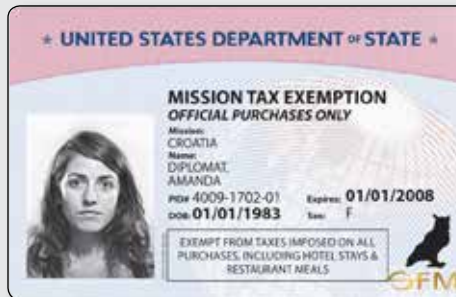 ★ UNITED STATES DEPARTMENT OF STATE ★
MISSION TAX EXEMPTION
OFFICIAL PURCHASES ONLY
Mission:
CROATIA
Name:
DIPLOMAT,
AMANDA
PID# 4009-1702-01 Expires: 01/01/2008
DOB: 01/01/1983 Sex: F
EXEMPT FROM TAXES IMPOSED ON ALL
PURCHASES, INCLUDING HOTEL STAYS &
RESTAURANT MEALS
OFM